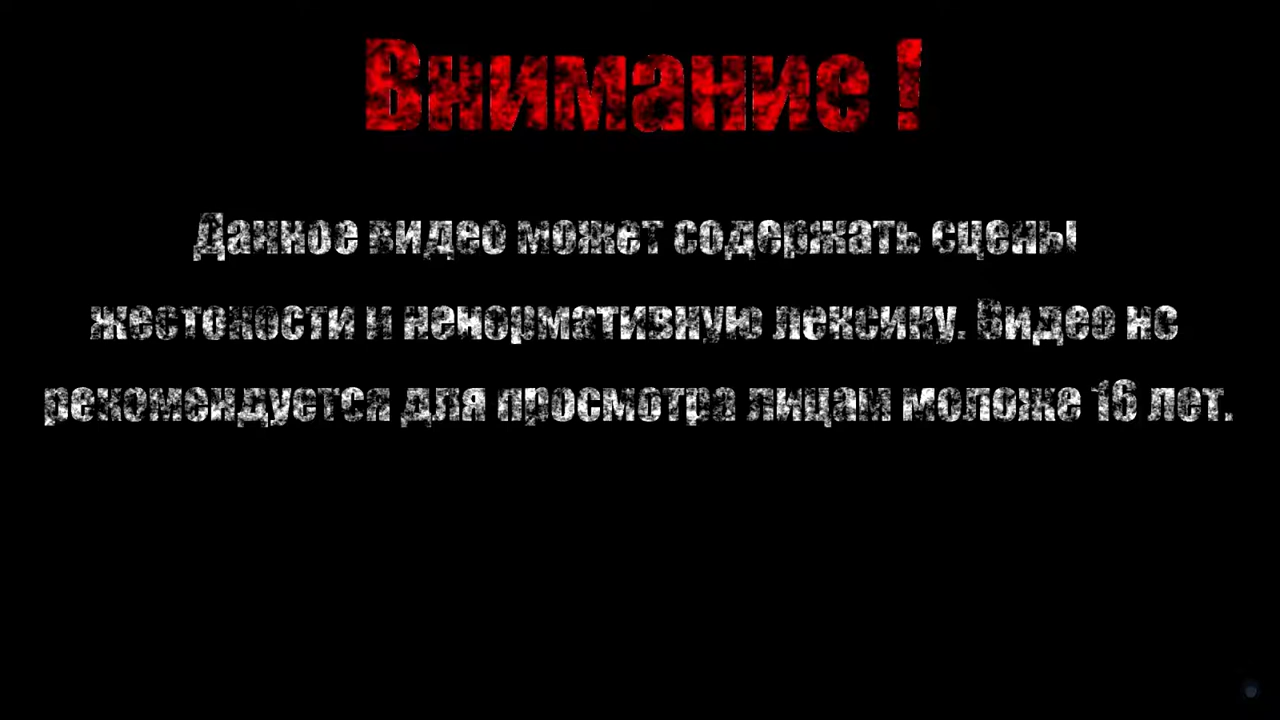 Внимание !
Данное видео может содержать сцены
жестокости и ненормативную лексику. Видео не
рекомендуется для просмотра лицам моложе 16 лет.